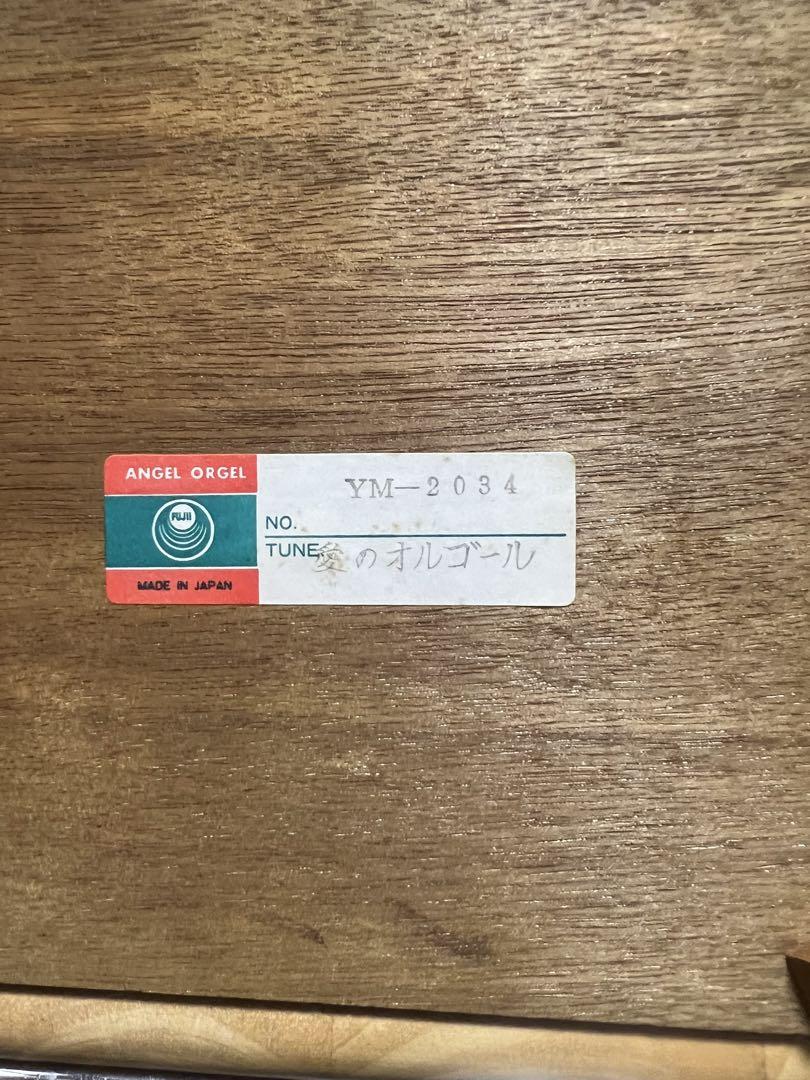 ANGEL ORGEL
FUJII
MADE IN JAPAN
YM-2034
NO.
TUNE 愛のオルゴール